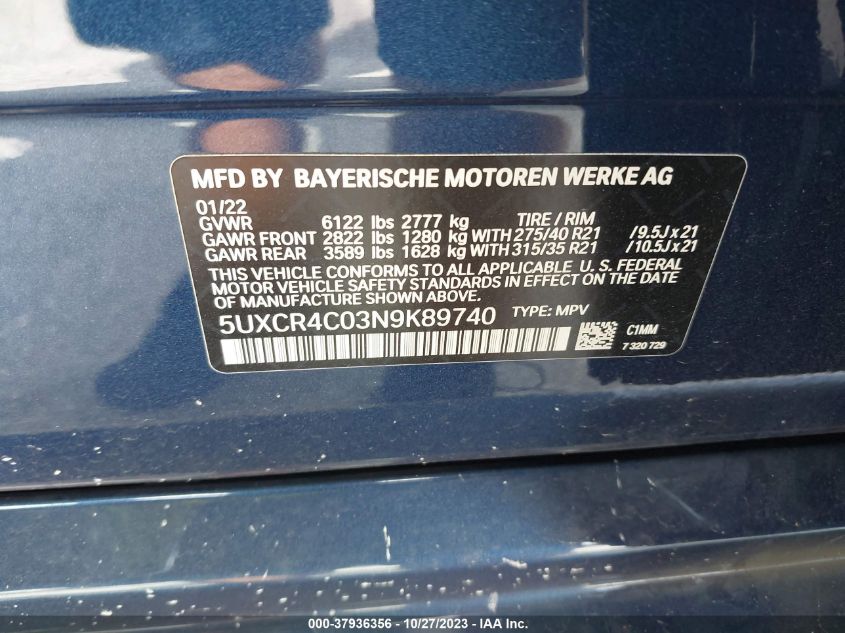 MFD BY BAYERISCHE MOTOREN WERKE AG
01/22
GVWR 6122 lbs 2777 kg TIRE / RIM
GAWR FRONT 2822 lbs 1280 kg WITH 275/40 R21 /9.5J x 21
GAWR REAR 3589 lbs 1628 kg WITH 315/35 R21 /10.5J x 21
THIS VEHICLE CONFORMS TO ALL APPLICABLE U. S. FEDERAL
MOTOR VEHICLE SAFETY STANDARDS IN EFFECT ON THE DATE
OF MANUFACTURE SHOWN ABOVE.
5UXCR4C03N9K89740 TYPE: MPV
C1MM
7 320 729
000-37936356 - 10/27/2023 - IAAI.com